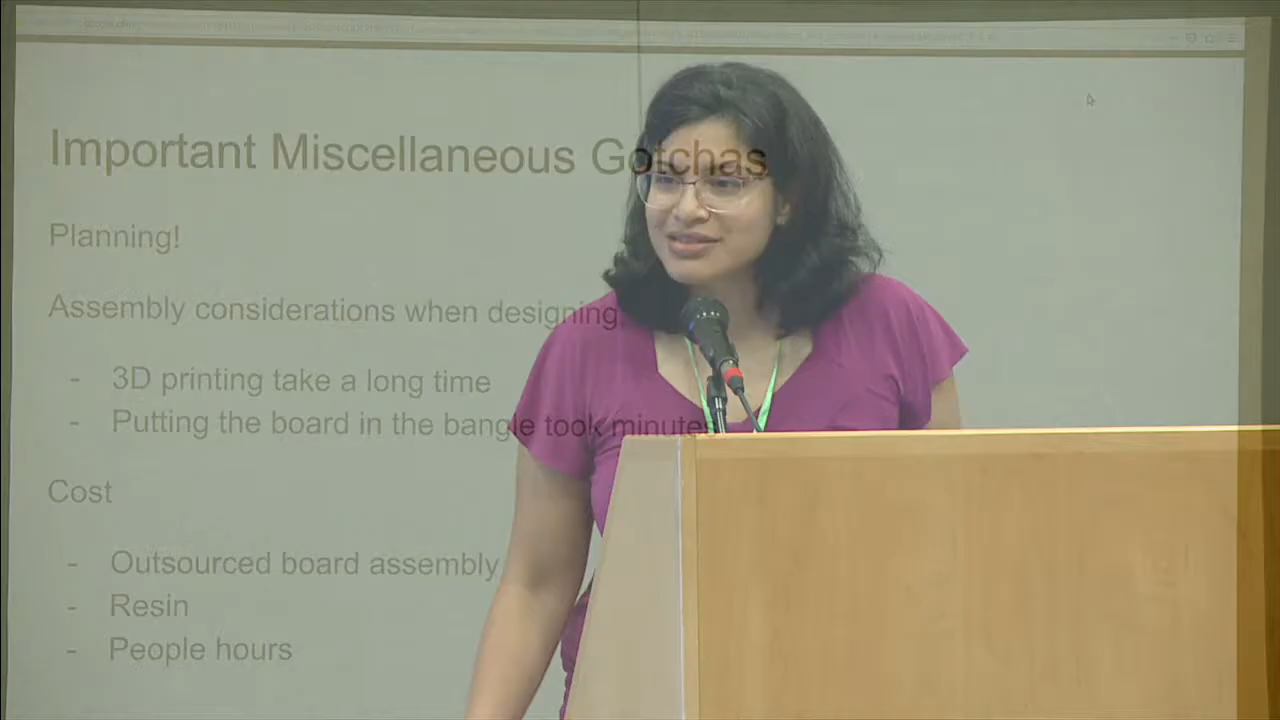 Important Miscellaneous Gotchas
Planning!
Assembly considerations when designing,
- 3D printing take a long time
- Putting the board in the bangle took minutes
Cost
- Outsourced board assembly,
- Resin
- People hours